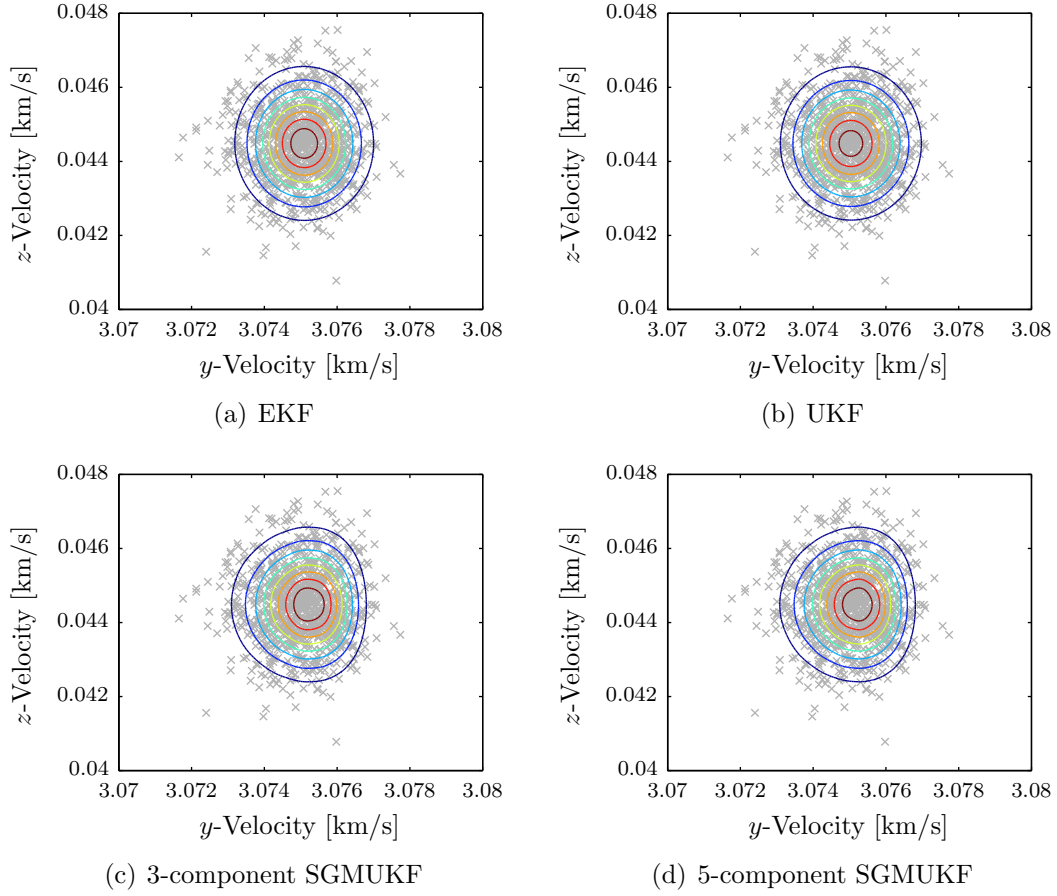 0.048
0.046
0.044
0.042
0.04
z-Velocity [km/s]
3.07 3.072 3.074 3.076 3.078 3.08
y-Velocity [km/s]
(a) EKF
0.048
0.046
0.044
0.042
0.04
z-Velocity [km/s]
3.07 3.072 3.074 3.076 3.078 3.08
y-Velocity [km/s]
(b) UKF
0.048
0.046
0.044
0.042
0.04
z-Velocity [km/s]
3.07 3.072 3.074 3.076 3.078 3.08
y-Velocity [km/s]
(c) 3-component SGMUKF
0.048
0.046
0.044
0.042
0.04
z-Velocity [km/s]
3.07 3.072 3.074 3.076 3.078 3.08
y-Velocity [km/s]
(d) 5-component SGMUKF